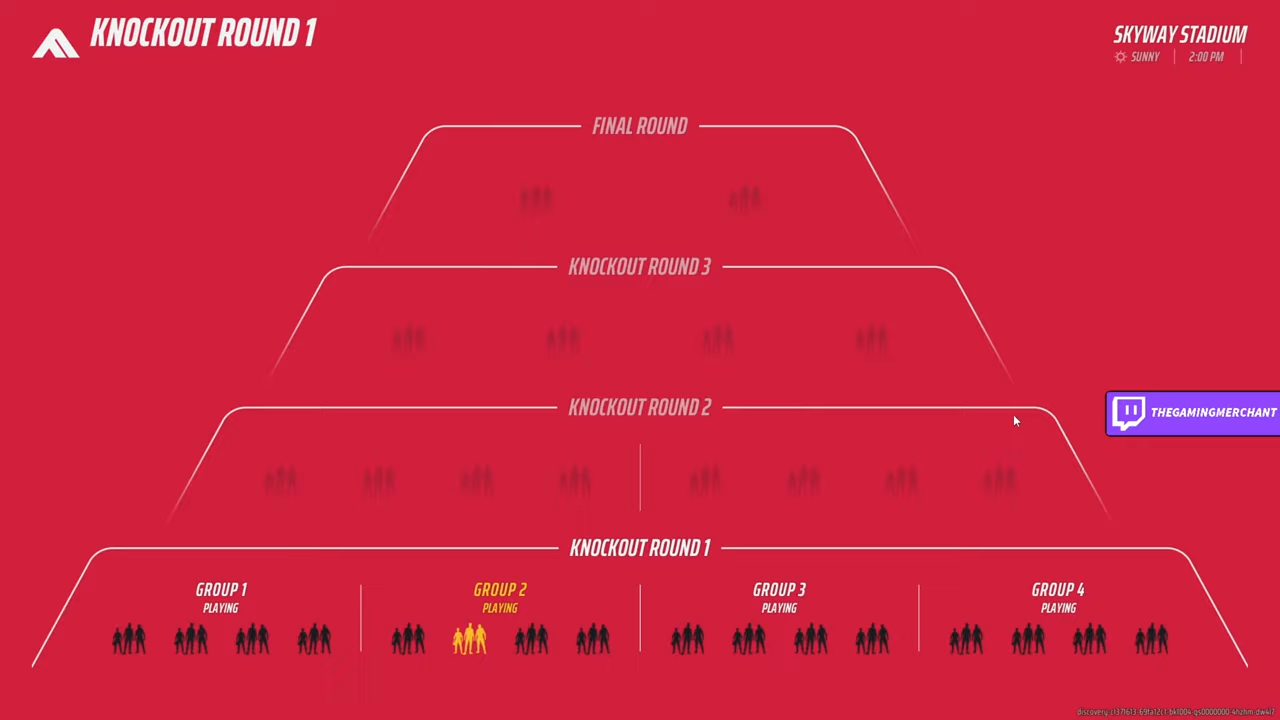 KNOCKOUT ROUND 1
SKYWAY STADIUM
SUNNY
2:00 PM
FINAL ROUND
KNOCKOUT ROUND 3
KNOCKOUT ROUND 2
THEGAMINGMERCHANT
KNOCKOUT ROUND 1
GROUP 1
PLAYING
GROUP 2
PLAYING
GROUP 3
PLAYING
GROUP 4
PLAYING